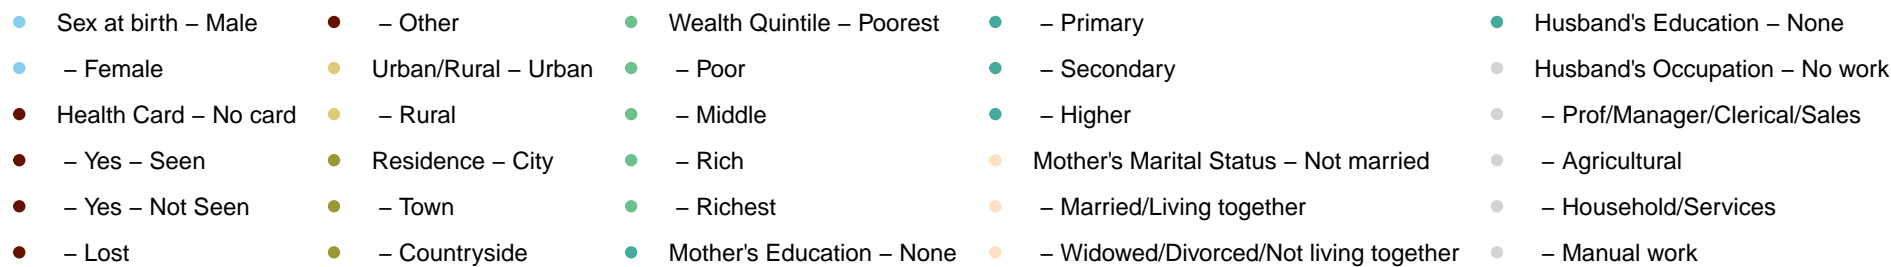 Sex at birth – Male
– Female
Health Card – No card
– Yes – Seen
– Yes – Not Seen
– Lost
– Other
Urban/Rural – Urban
– Rural
Residence – City
– Town
– Countryside
Wealth Quintile – Poorest
– Poor
– Middle
– Rich
– Richest
Mother's Education – None
– Primary
– Secondary
– Higher
Mother's Marital Status – Not married
– Married/Living together
– Widowed/Divorced/Not living together
Husband's Education – None
Husband's Occupation – No work
– Prof/Manager/Clerical/Sales
– Agricultural
– Household/Services
– Manual work